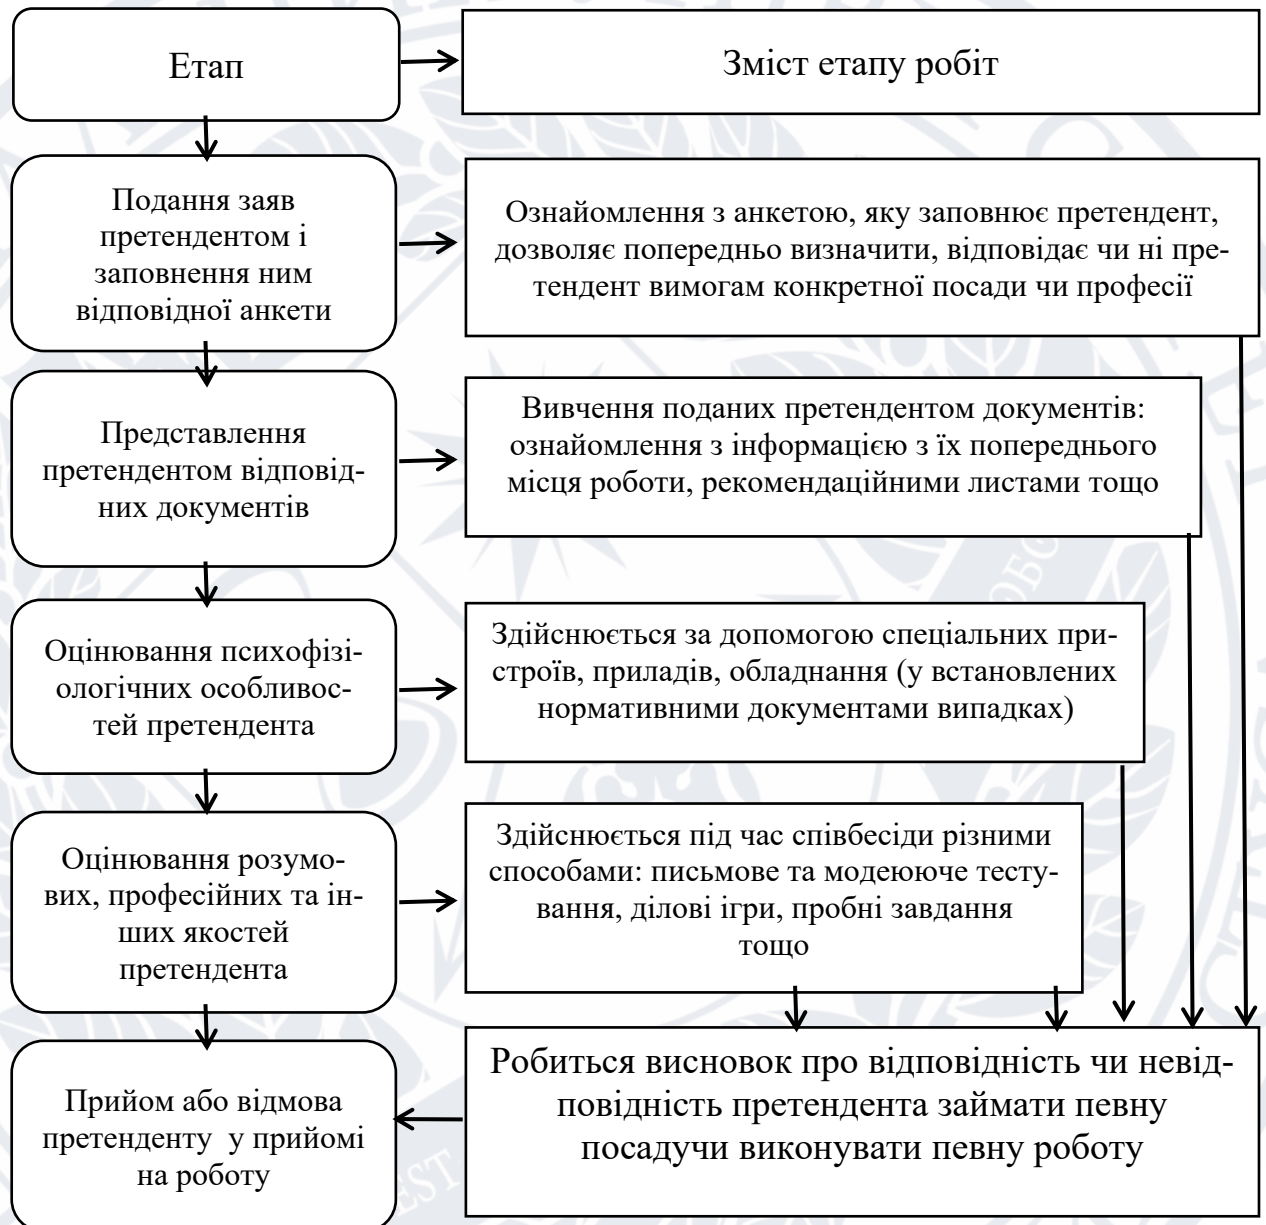 Етап
Зміст етапу робіт
Подання заяв
претендентом і
заповнення ним
відповідної анкети
Ознайомлення з анкетою, яку заповнює претендент,
дозволяє попередньо визначити, відповідає чи ні пре-
тендент вимогам конкретної посади чи професії
Представлення
претендентом відповід-
них документів
Вивчення поданих претендентом документів:
ознайомлення з інформацією з їх попереднього
місця роботи, рекомендаційними листами тощо
Оцінювання психофізі-
ологічних особливос-
тей претендента
Здійснюється за допомогою спеціальних при-
строїв, приладів, обладнання (у встановлених
нормативними документами випадках)
Оцінювання розумо-
вих, професійних та ін-
ших якостей
претендента
Здійснюється під час співбесіди різними
способами: письмове та модеююче тесту-
вання, ділові ігри, пробні завдання
тощо
Прийом або відмова
претенденту у прийомі
на роботу
Робиться висновок про відповідність чи невід-
повідність претендента займати певну
посадучи виконувати певну роботу